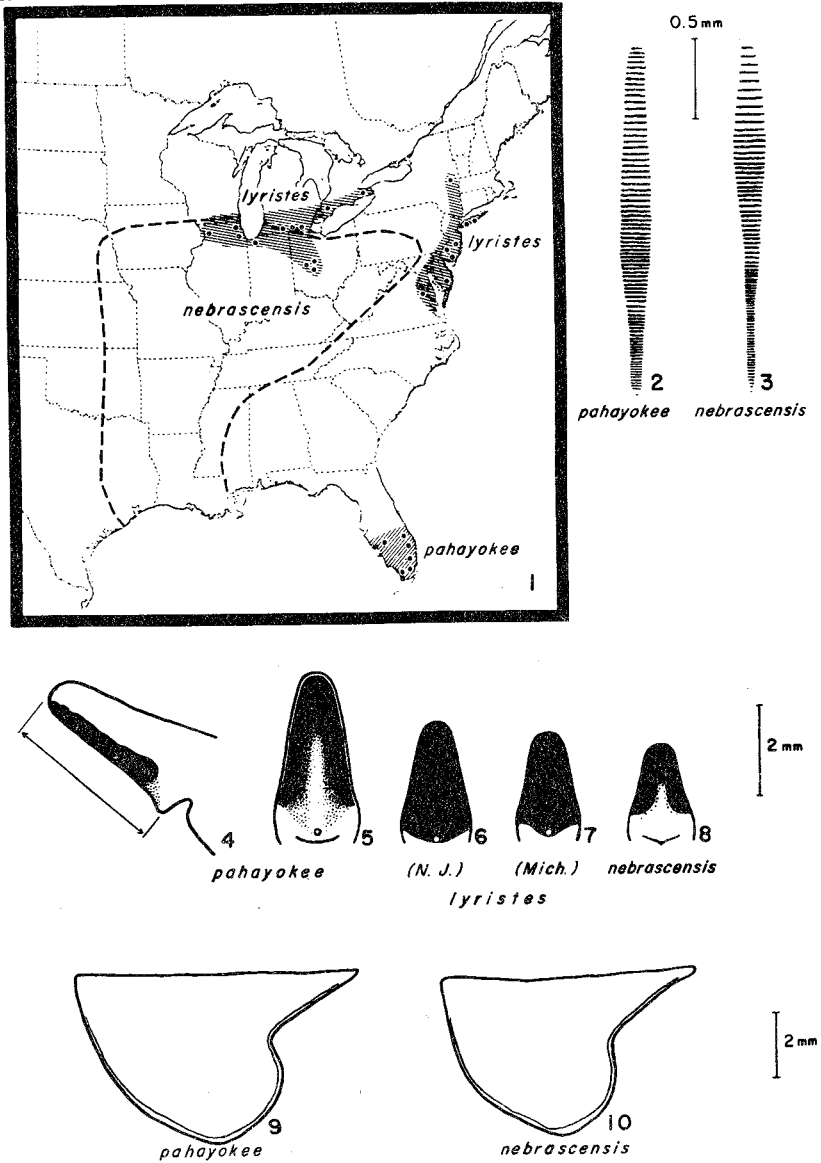 0.5 mm
lyristes
lyristes
nebrascensis
pahayokee
1
2
3
pahayokee
nebrascensis
2 mm
4
5
6
7
8
pahayokee
(N. J.)
(Mich.)
nebrascensis
lyristes
2 mm
9
10
pahayokee
nebrascensis